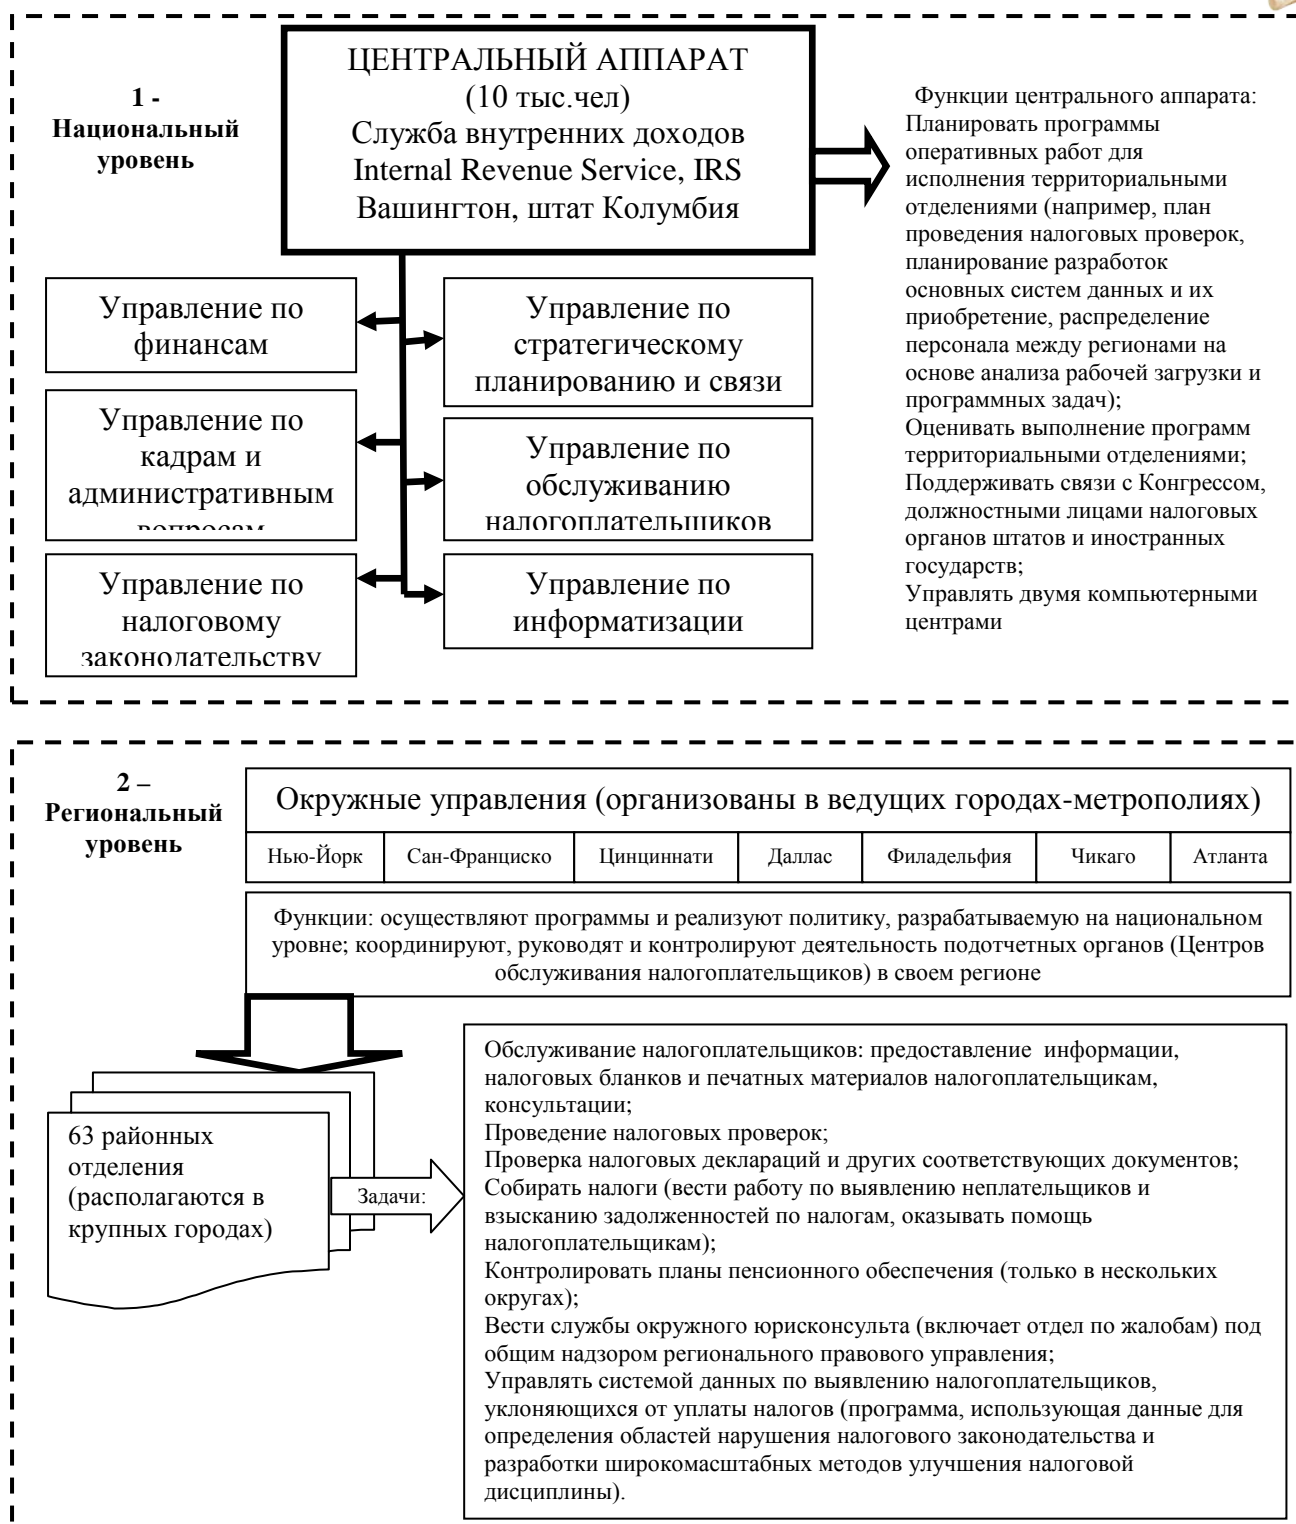 1 -
Национальный
уровень
ЦЕНТРАЛЬНЫЙ АППАРАТ
(10 тыс.чел)
Служба внутренних доходов
Internal Revenue Service, IRS
Вашингтон, штат Колумбия
Функции центрального аппарата:
Планировать программы
оперативных работ для
исполнения территориальными
отделениями (например, план
проведения налоговых проверок,
планирование разработок
основных систем данных и их
приобретение, распределение
персонала между регионами на
основе анализа рабочей загрузки и
программных задач);
Оценивать выполнение программ
территориальными отделениями;
Поддерживать связи с Конгрессом,
должностными лицами налоговых
органов штатов и иностранных
государств;
Управлять двумя компьютерными
центрами
Управление по
финансам
Управление по
стратегическому
планированию и связи
Управление по
кадрам и
административным
вопросам
Управление по
обслуживанию
налогоплательщиков
Управление по
налоговому
законодательству
Управление по
информатизации
2 –
Региональный
уровень
Окружные управления (организованы в ведущих городах-метрополиях)
Нью-Йорк Сан-Франциско Цинциннати Даллас Филадельфия Чикаго Атланта
Функции: осуществляют программы и реализуют политику, разрабатываемую на национальном
уровне; координируют, руководят и контролируют деятельность подотчетных органов (Центров
обслуживания налогоплательщиков) в своем регионе
63 районных
отделения
(располагаются в
крупных городах)
Задачи:
Обслуживание налогоплательщиков: предоставление информации,
налоговых бланков и печатных материалов налогоплательщикам,
консультации;
Проведение налоговых проверок;
Проверка налоговых деклараций и других соответствующих документов;
Собирать налоги (вести работу по выявлению неплательщиков и
взысканию задолженностей по налогам, оказывать помощь
налогоплательщикам);
Контролировать планы пенсионного обеспечения (только в нескольких
округах);
Вести службы окружного юрисконсульта (включает отдел по жалобам) под
общим надзором регионального правового управления;
Управлять системой данных по выявлению налогоплательщиков,
уклоняющихся от уплаты налогов (программа, использующая данные для
определения областей нарушения налогового законодательства и
разработки широкомасштабных методов улучшения налоговой
дисциплины).